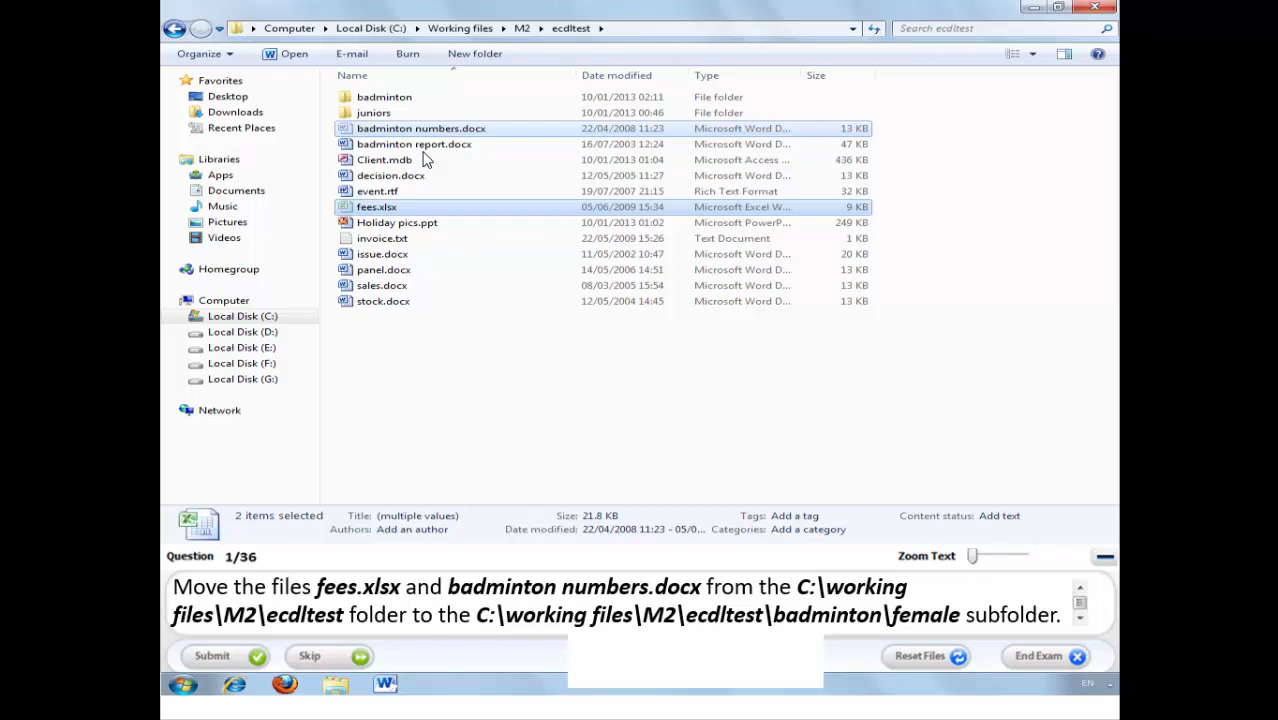 Computer ▸ Local Disk (C:) ▸ Working files ▸ M2 ▸ ecdltest ▸
Search ecdltest
Organize Open E-mail Burn New folder
Name Date modified Type Size
Favorites
Desktop
Downloads
Recent Places
Libraries
Apps
Documents
Music
Pictures
Videos
Homegroup
Computer
Local Disk (C:)
Local Disk (D:)
Local Disk (E:)
Local Disk (F:)
Local Disk (G:)
Network
badminton 10/01/2013 02:11 File folder
juniors 10/01/2013 00:46 File folder
badminton numbers.docx 22/04/2008 11:23 Microsoft Word D... 13 KB
badminton report.docx 16/07/2003 12:24 Microsoft Word D... 47 KB
Client.mdb 10/01/2013 01:04 Microsoft Access ... 436 KB
decision.docx 12/05/2005 11:27 Microsoft Word D... 13 KB
event.rtf 19/07/2007 21:15 Rich Text Format 32 KB
fees.xlsx 05/06/2009 15:34 Microsoft Excel W... 9 KB
Holiday pics.ppt 10/01/2013 01:02 Microsoft PowerP... 249 KB
invoice.txt 22/05/2009 15:26 Text Document 1 KB
issue.docx 11/05/2002 10:47 Microsoft Word D... 20 KB
panel.docx 14/05/2006 14:51 Microsoft Word D... 13 KB
sales.docx 08/03/2005 15:54 Microsoft Word D... 13 KB
stock.docx 12/05/2004 14:45 Microsoft Word D... 13 KB
2 items selected Title: (multiple values) Size: 21.8 KB Tags: Add a tag Content status: Add text
Authors: Add an author Date modified: 22/04/2008 11:23 - 05/0... Categories: Add a category
Question 1/36 Zoom Text
Move the files fees.xlsx and badminton numbers.docx from the C:\working
files\M2\ecdltest folder to the C:\working files\M2\ecdltest\badminton\female subfolder.
Submit Skip Reset Files End Exam
EN